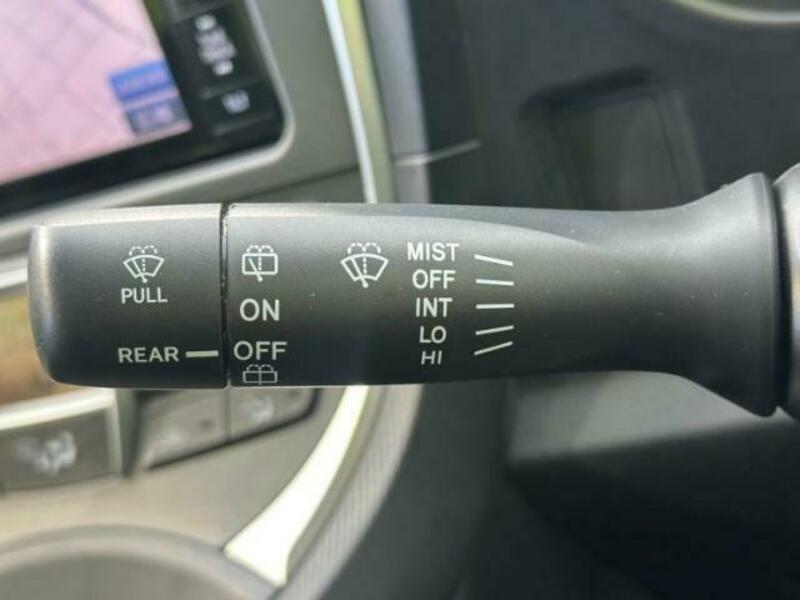 PULL
REAR
ON
OFF
MIST
OFF
INT
LO
HI